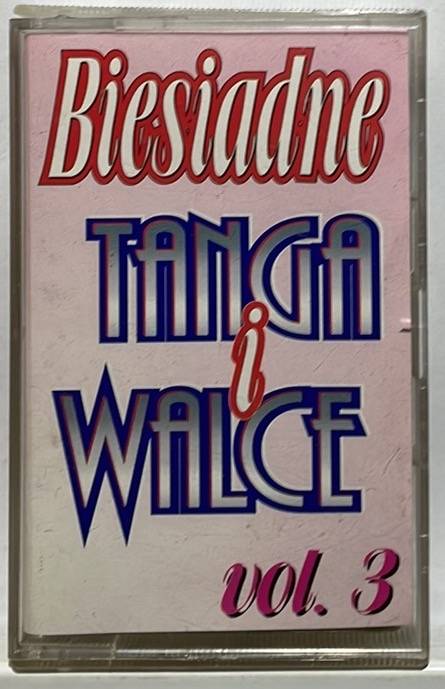 Biesiadne
TANGA
i
WALCE
vol. 3